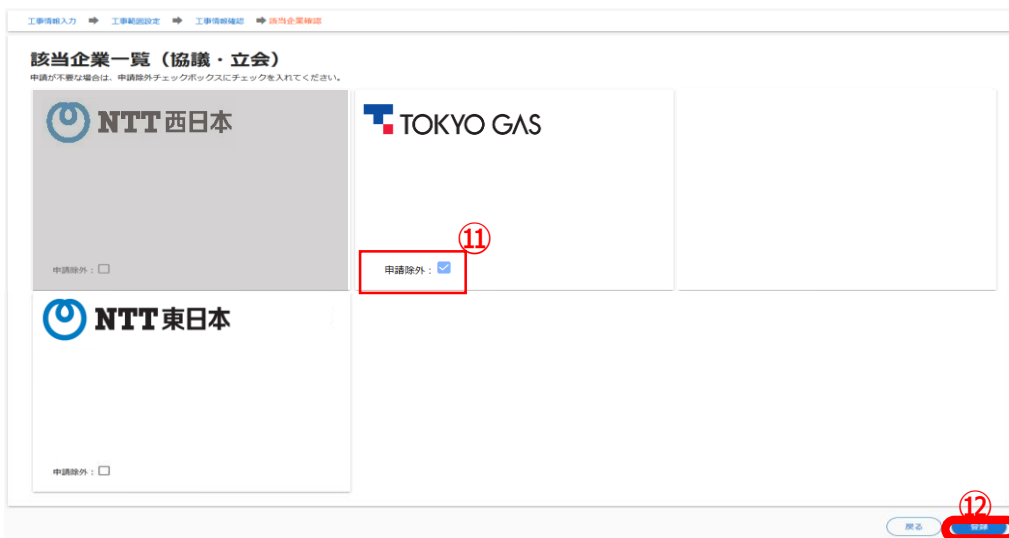 工事情報入力 ➡ 工事範囲設定 ➡ 工事情報確認 ➡ 該当企業確認
該当企業一覧（協議・立会）
申請が不要な場合は、申請除外チェックボックスにチェックを入れてください。
NTT西日本
TOKYO GAS
⑪
申請除外：
申請除外：
NTT東日本
申請除外：
⑫
戻る
登録